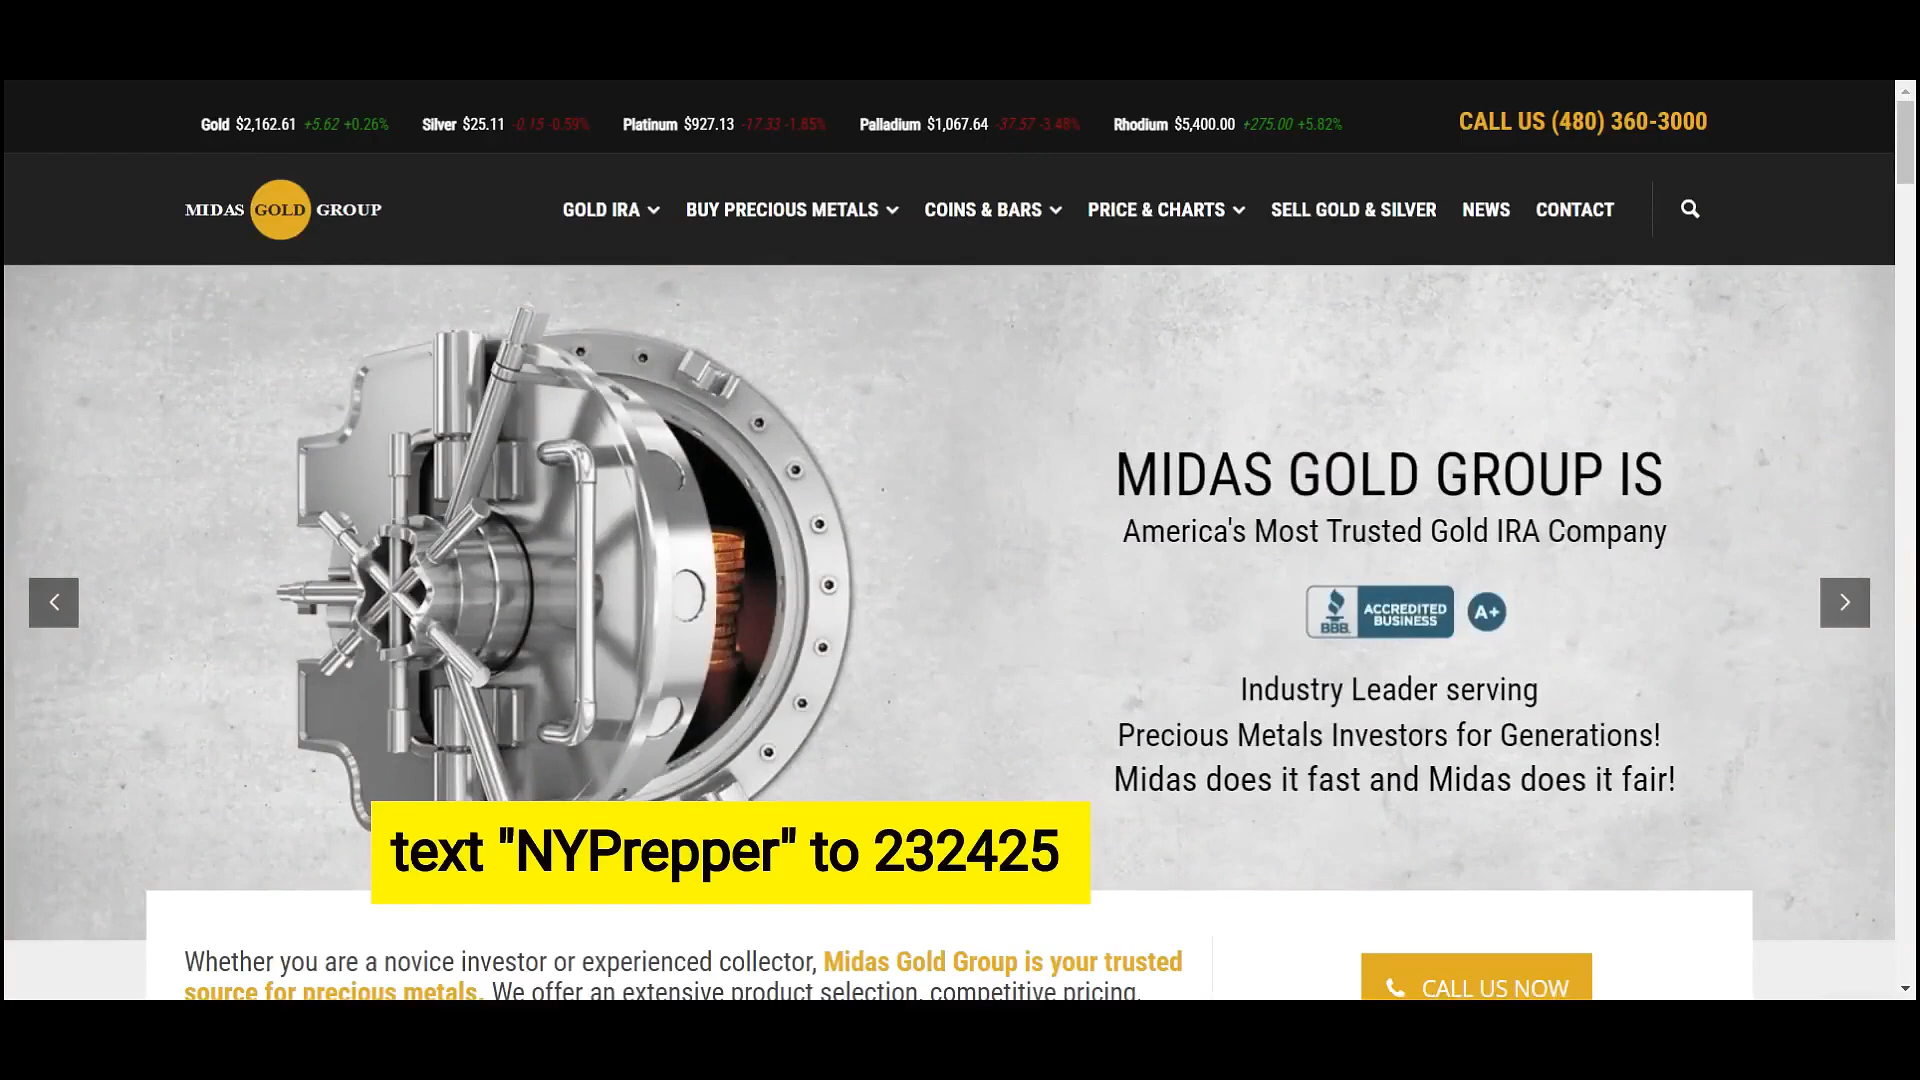 Gold $2,162.61 +5.62 +0.26% Silver $25.11 -0.15 -0.59% Platinum $927.13 -17.33 -1.85% Palladium $1,067.64 -37.57 -3.48% Rhodium $5,400.00 +275.00 +5.82% CALL US (480) 360-3000
MIDAS GOLD GROUP GOLD IRA BUY PRECIOUS METALS COINS & BARS PRICE & CHARTS SELL GOLD & SILVER NEWS CONTACT
MIDAS GOLD GROUP IS
America's Most Trusted Gold IRA Company
BBB. ACCREDITED BUSINESS A+
Industry Leader serving
Precious Metals Investors for Generations!
Midas does it fast and Midas does it fair!
text "NYPrepper" to 232425
Whether you are a novice investor or experienced collector, Midas Gold Group is your trusted
source for precious metals. We offer an extensive product selection, competitive pricing,
CALL US NOW